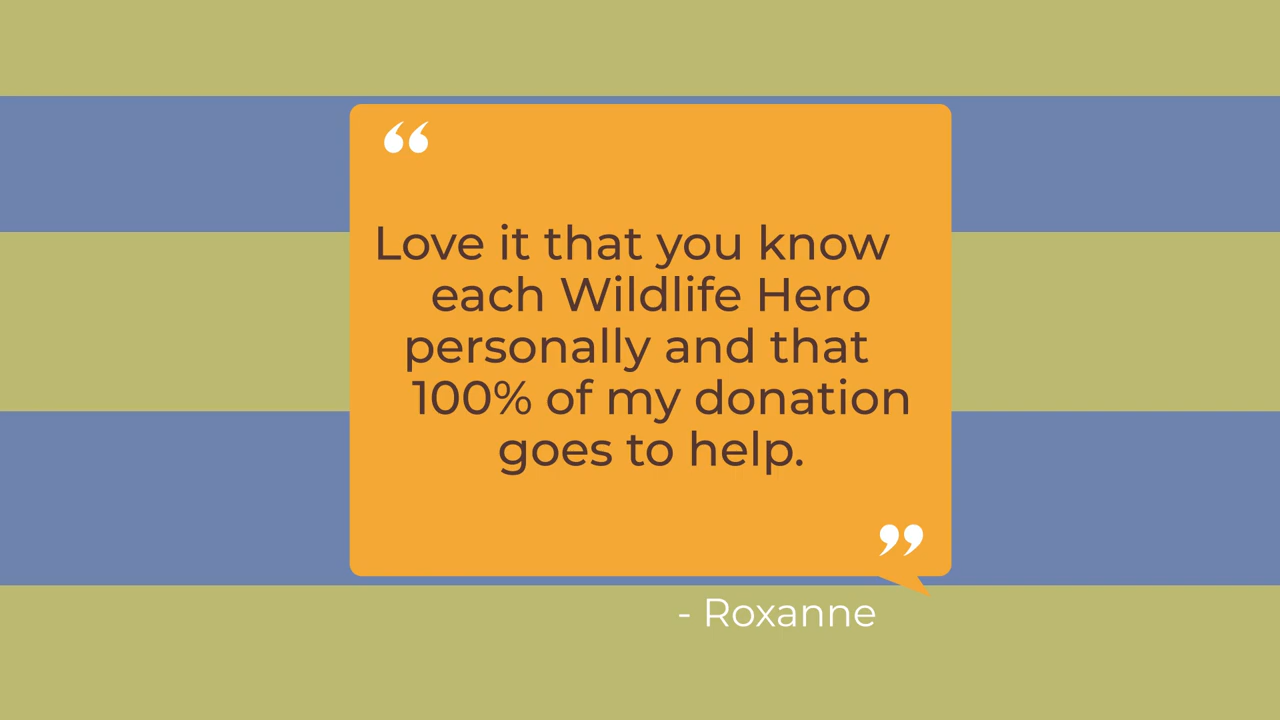 “
Love it that you know
each Wildlife Hero
personally and that
100% of my donation
goes to help.
”
- Roxanne